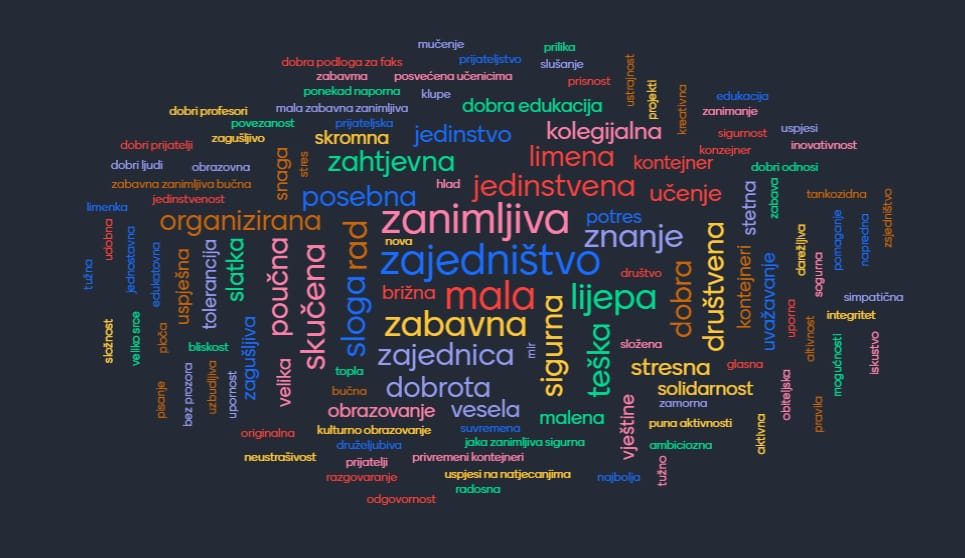 mučenje
prilika
dobra podloga za faks
prijateljstvo
slušanje
zabavma
posvećena učenicima
prisnost
ustrajnost
ponekad naporna
klupe
projekti
kreativna
edukacija
dobri profesori
mala zabavna zanimljiva
dobra edukacija
zanimanje
povezanost
prijateljska
jedinstvo
kolegijalna
sigurnost
uspjesi
dobri prijatelji
zagušljivo
skromna
limena
konzejner
inovativnost
dobri ljudi
obrazovna
snaga
stres
zahtjevna
kontejner
dobri odnosi
zabavna zanimljiva bučna
hlad
jedinstvena
učenje
stetna
zabava
tankozidna
zsjedništvo
limenka
jedinstvenost
posebna
organizirana
zanimljiva
potres
znanje
udobna
tužna
jednostavna
edukatovna
uspješna
tolerancija
slatka
poučna
skučena
sloga
rad
nova
zajedništvo
društvo
dobra
društvena
kontejneri
uvažavanje
darežljiva
sogurna
pomaganje
napredna
brižna
mala
lijepa
simpatična
složnost
veliko srce
ploča
zabavna
sigurna
teška
uporna
aktivnost
integritet
bliskost
zagušljiva
velika
zajednica
mir
složena
iskustvo
topla
stresna
glasna
mogućnosti
pisanje
bez prozora
uzbudljiva
upornost
bučna
dobrota
solidarnost
obiteljska
pravila
obrazovanje
vesela
malena
vještine
zamorna
puna aktivnosti
aktivna
originalna
kulturno obrazovanje
suvremena
druželjubiva
jaka zanimljiva sigurna
ambiciozna
neustrašivost
prijatelji
privremeni kontejneri
tužno
razgovaranje
uspjesi na natjecanjima
najbolja
radosna
odgovornost